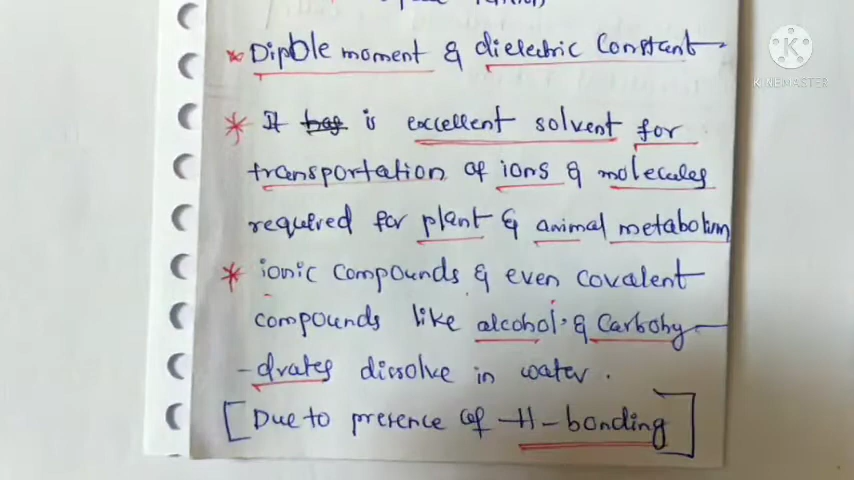 * Dipole moment & dielectric Constant -
* It has is excellent solvent for
transportation of ions & molecules
required for plant & animal metabolism
* ionic compounds & even covalent
compounds like alcohol & Carbohy-
-drates dissolve in water.
[Due to presence of H-bonding]
K
KINEMASTER